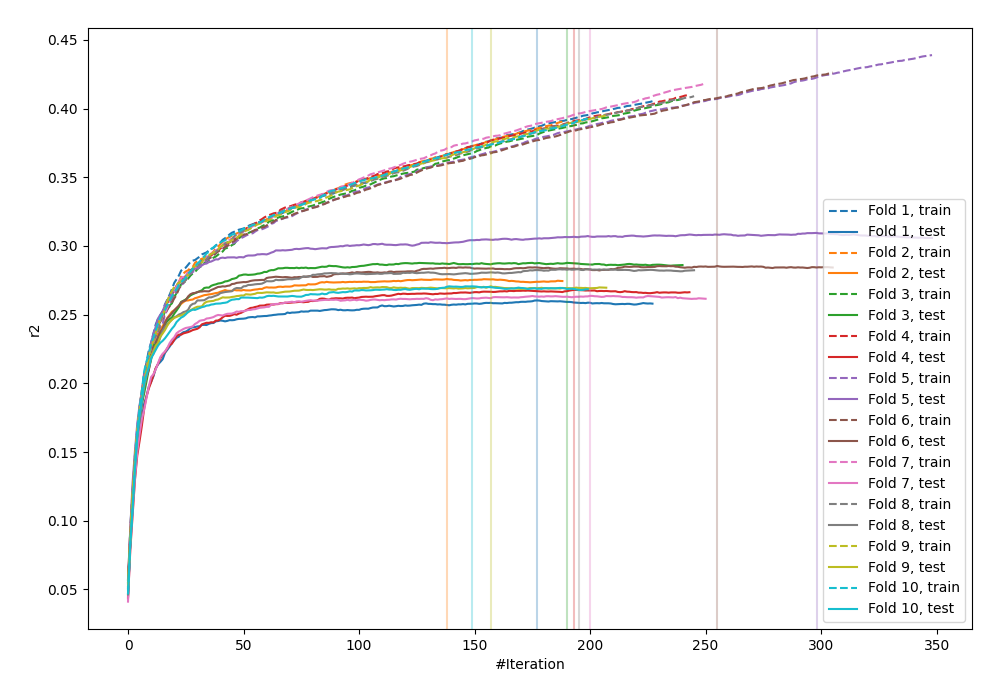 0.45
0.40
0.35
0.30
0.25
0.20
0.15
0.10
0.05
r2
0
50
100
150
200
250
300
350
#Iteration
Fold 1, train
Fold 1, test
Fold 2, train
Fold 2, test
Fold 3, train
Fold 3, test
Fold 4, train
Fold 4, test
Fold 5, train
Fold 5, test
Fold 6, train
Fold 6, test
Fold 7, train
Fold 7, test
Fold 8, train
Fold 8, test
Fold 9, train
Fold 9, test
Fold 10, train
Fold 10, test